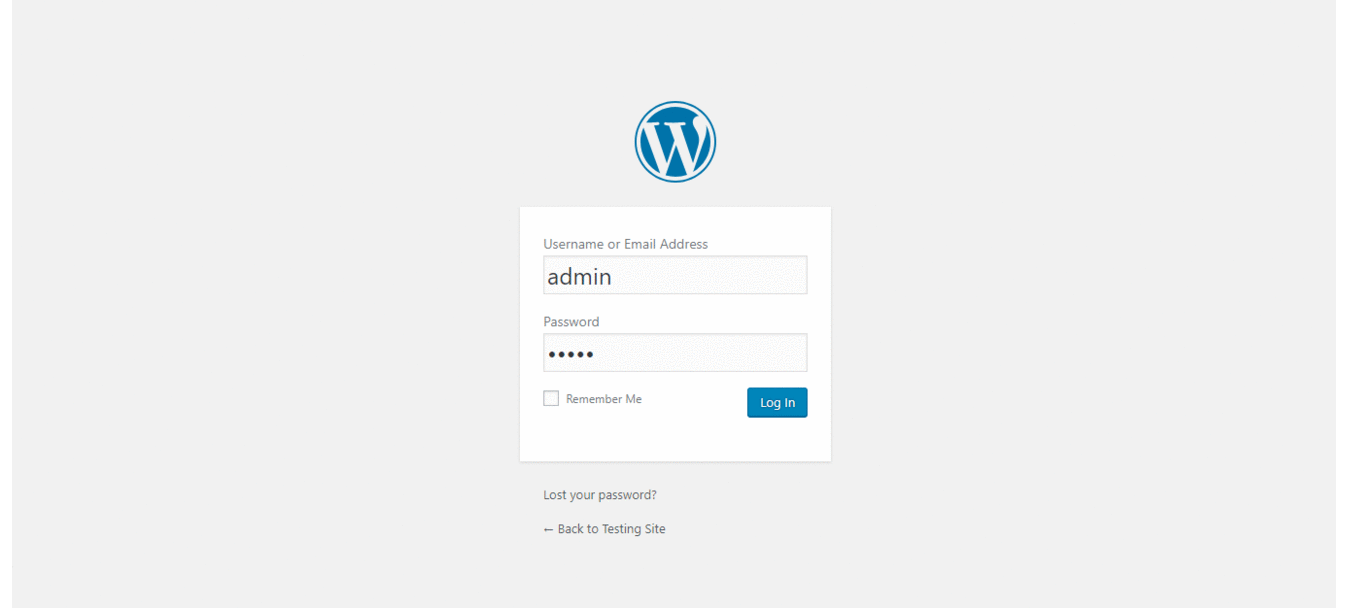 Username or Email Address
admin
Password
•••••
Remember Me
Log In
Lost your password?
← Back to Testing Site